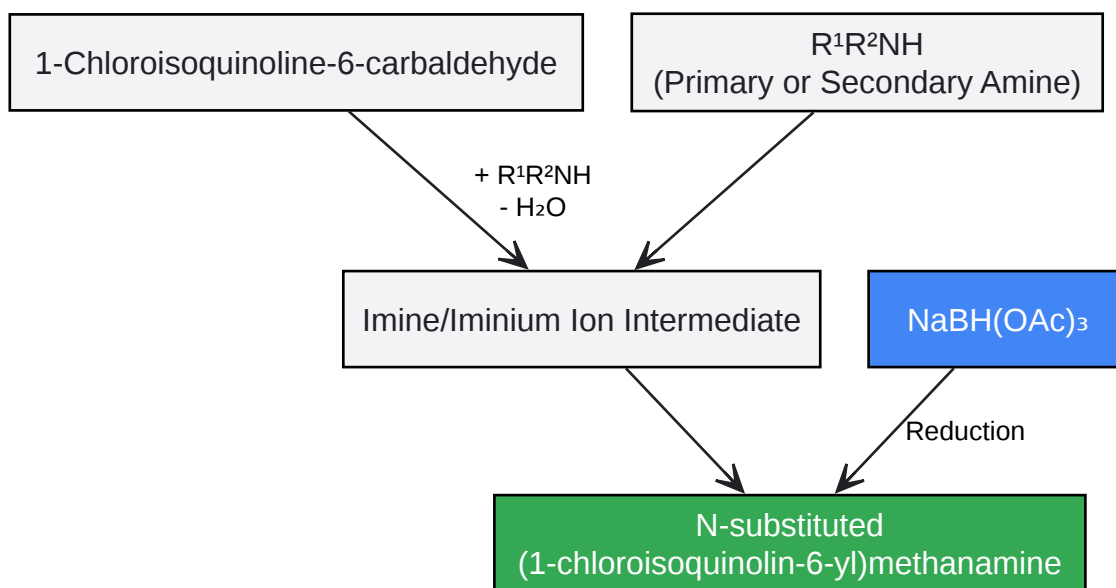 1-Chloroisoquinoline-6-carbaldehyde
R¹R²NH
(Primary or Secondary Amine)
+ R¹R²NH
- H₂O
Imine/Iminium Ion Intermediate
NaBH(OAc)₃
Reduction
N-substituted
(1-chloroisoquinolin-6-yl)methanamine